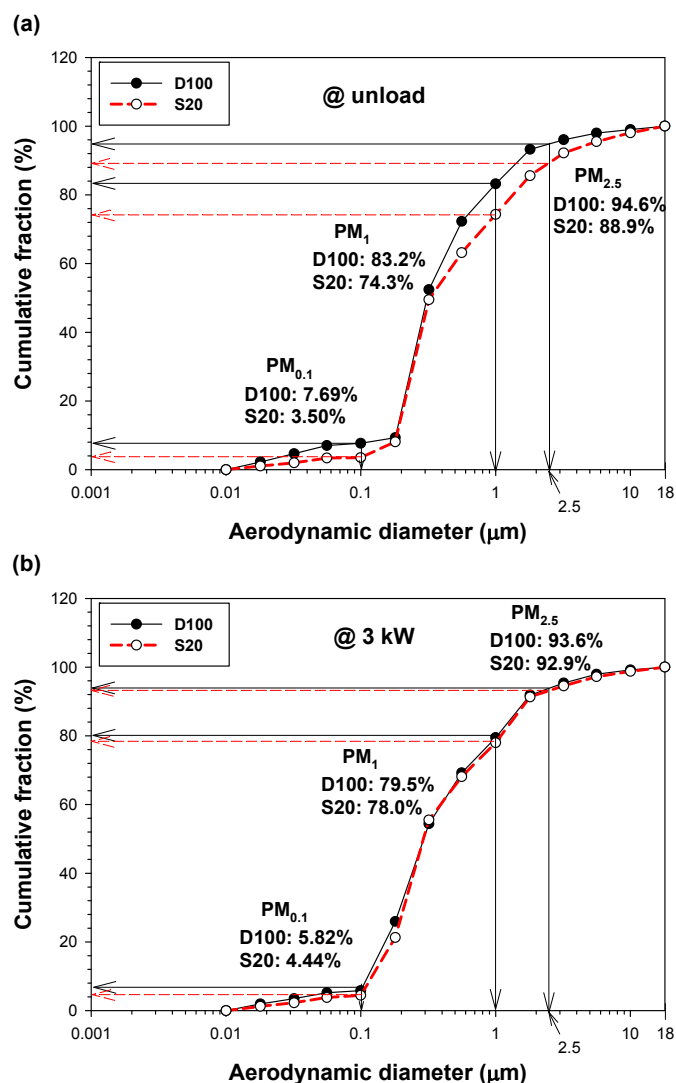 (a)
120
100
80
60
40
20
0
Cumulative fraction (%)
D100
S20
@ unload
PM2.5
D100: 94.6%
S20: 88.9%
PM1
D100: 83.2%
S20: 74.3%
PM0.1
D100: 7.69%
S20: 3.50%
0.001 0.01 0.1 1 10 18
2.5
Aerodynamic diameter (μm)
(b)
120
100
80
60
40
20
0
Cumulative fraction (%)
D100
S20
@ 3 kW
PM2.5
D100: 93.6%
S20: 92.9%
PM1
D100: 79.5%
S20: 78.0%
PM0.1
D100: 5.82%
S20: 4.44%
0.001 0.01 0.1 1 10 18
2.5
Aerodynamic diameter (μm)